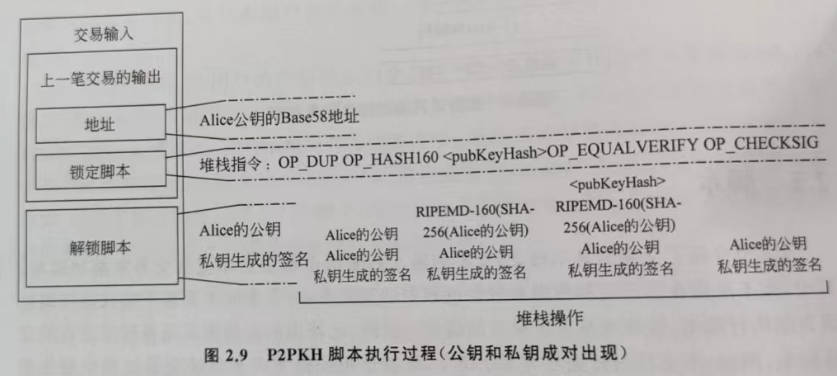 交易输入
上一笔交易的输出
地址
Alice公钥的Base58地址
锁定脚本
堆栈指令：OP_DUP OP_HASH160 <pubKeyHash>OP_EQUALVERIFY OP_CHECKSIG
解锁脚本
Alice的公钥
私钥生成的签名
Alice的公钥
Alice的公钥
私钥生成的签名
RIPEMD-160(SHA-
256(Alice的公钥)
Alice的公钥
私钥生成的签名
<pubKeyHash>
RIPEMD-160(SHA-
256(Alice的公钥)
Alice的公钥
私钥生成的签名
Alice的公钥
私钥生成的签名
堆栈操作
图 2.9 P2PKH 脚本执行过程(公钥和私钥成对出现)